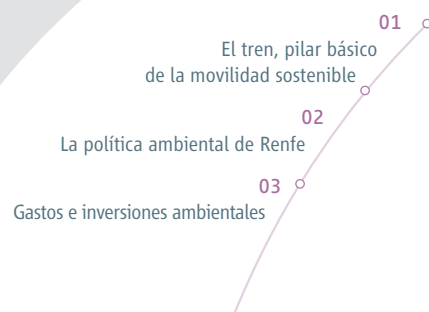 01
El tren, pilar básico
de la movilidad sostenible
02
La política ambiental de Renfe
03
Gastos e inversiones ambientales